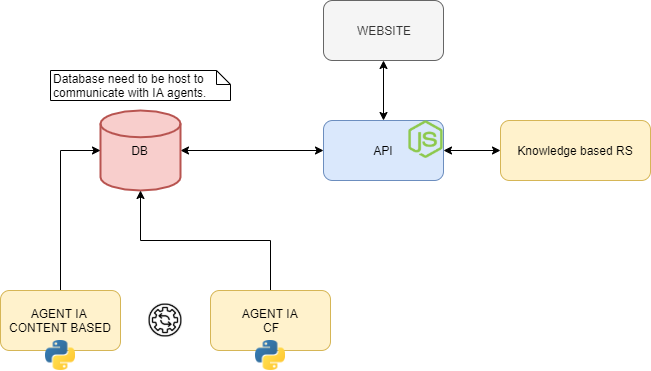 WEBSITE
Database need to be host to
communicate with IA agents.
DB
API
JS
Knowledge based RS
AGENT IA
CONTENT BASED
AGENT IA
CF